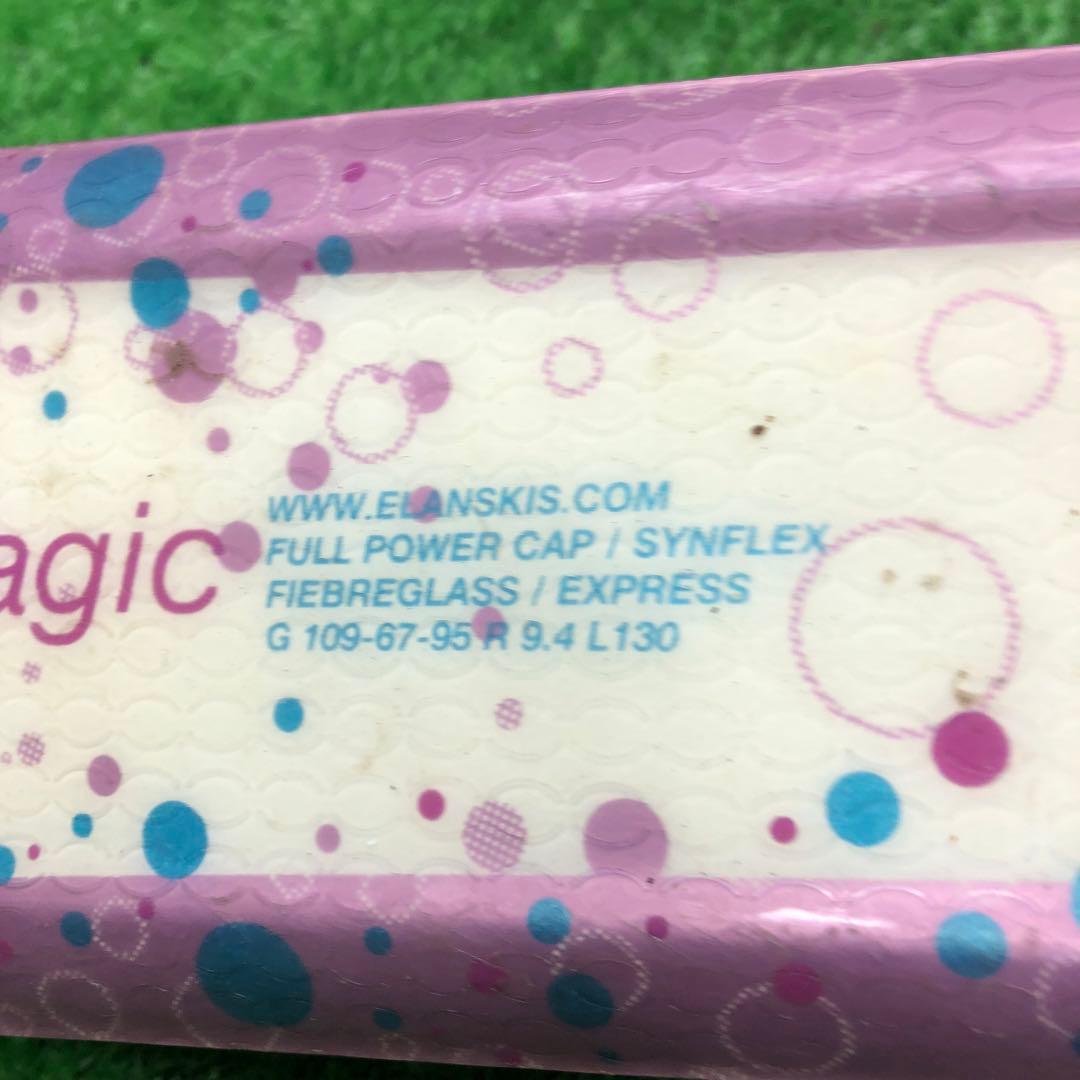 agic
WWW.ELANSKIS.COM
FULL POWER CAP / SYNFLEX
FIEBREGLASS / EXPRESS
G 109-67-95 R 9.4 L130